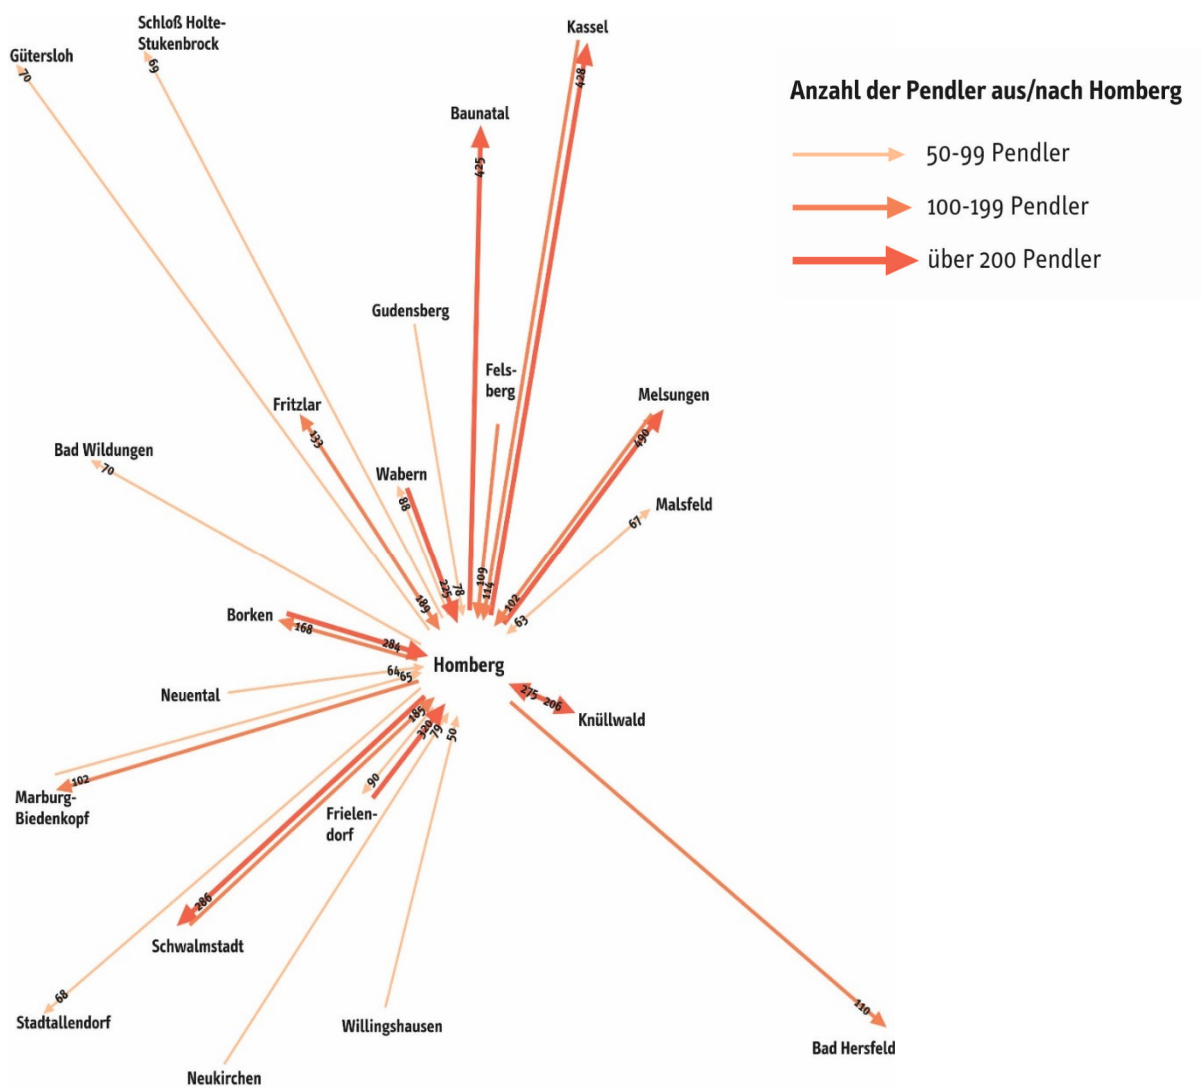 Schloß Holte-
Stukenbrock
Gütersloh
70
69
Kassel
428
Baunatal
425
Anzahl der Pendler aus/nach Homberg
50-99 Pendler
100-199 Pendler
über 200 Pendler
Gudensberg
Fels-
berg
Fritzlar
133
Melsungen
490
Bad Wildungen
70
Wabern
88
Malsfeld
67
189
225
78
109
114
102
63
Borken
168
284
Homberg
64
65
Neuental
275
206
Knüllwald
102
Marburg-
Biedenkopf
185
320
79
50
90
Frielen-
dorf
286
Schwalmstadt
68
Stadtallendorf
Willingshausen
110
Bad Hersfeld
Neukirchen